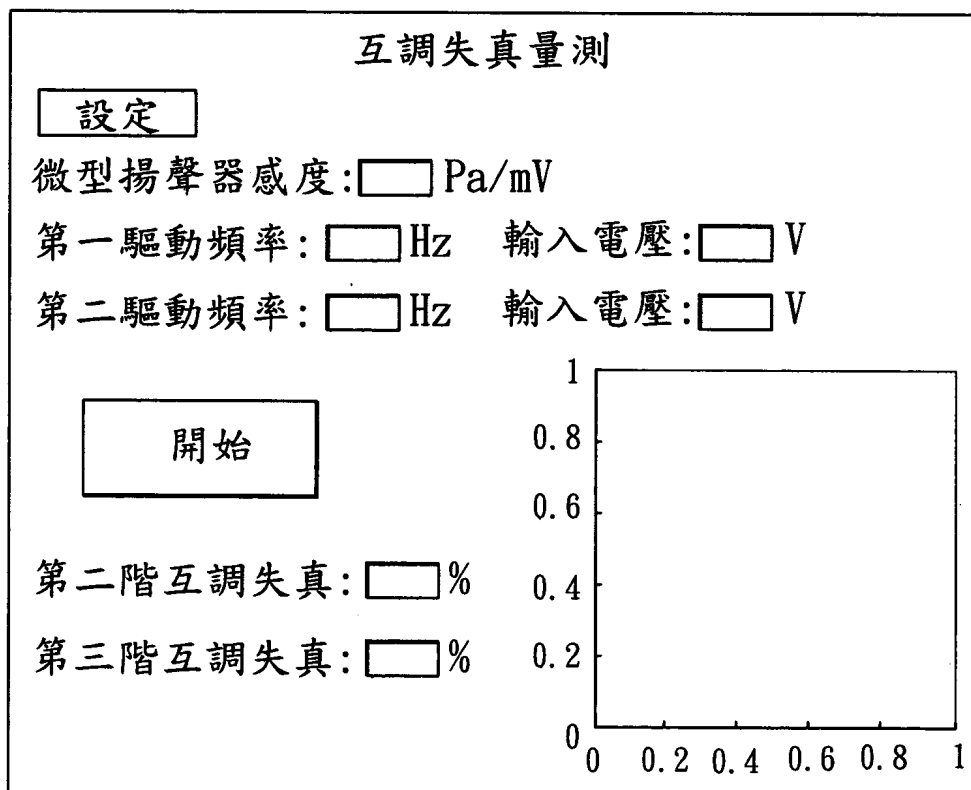 互調失真量測
設定
微型揚聲器感度: Pa/mV
第一驅動頻率: Hz 輸入電壓: V
第二驅動頻率: Hz 輸入電壓: V
開始
第二階互調失真: %
第三階互調失真: %
1
0.8
0.6
0.4
0.2
0
0 0.2 0.4 0.6 0.8 1